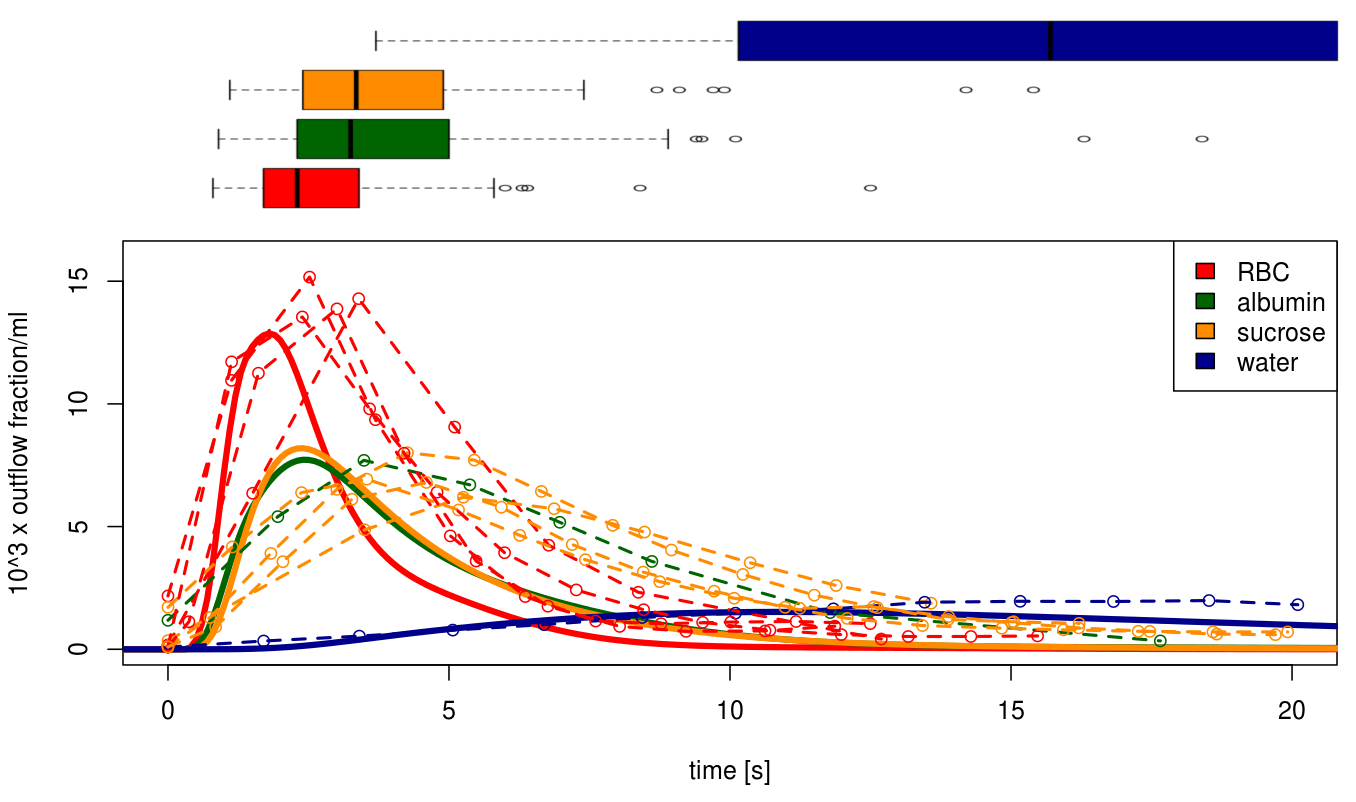 RBC
albumin
sucrose
water
10^3 x outflow fraction/ml
15
10
5
0
0 5 10 15 20
time [s]